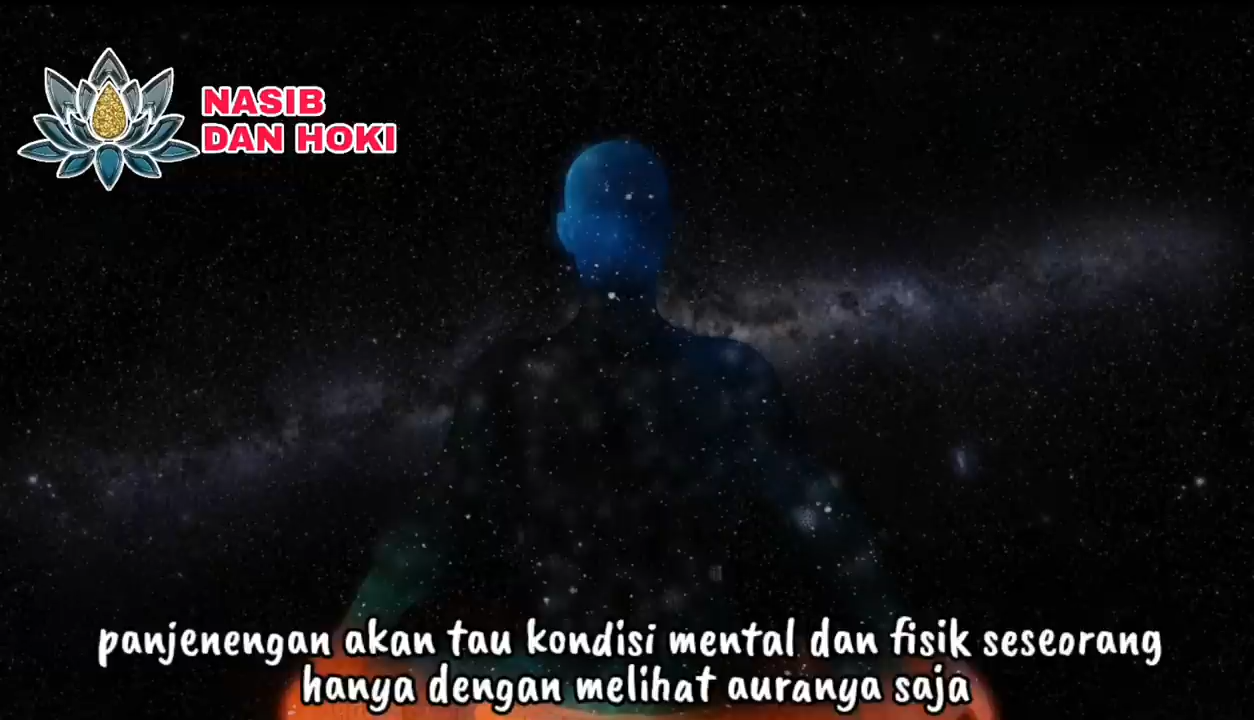 NASIB
DAN HOKI
panjenengan akan tau kondisi mental dan fisik seseorang
hanya dengan melihat auranya saja